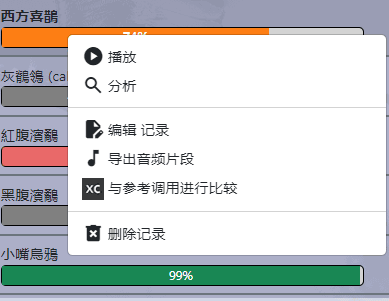 西方喜鵲
74%
播放
灰鶺鴒 (ca
分析
编辑 记录
紅腹濱鷸
导出音频片段
XC 与参考调用进行比较
黑腹濱鷸
删除记录
小嘴烏鴉
99%